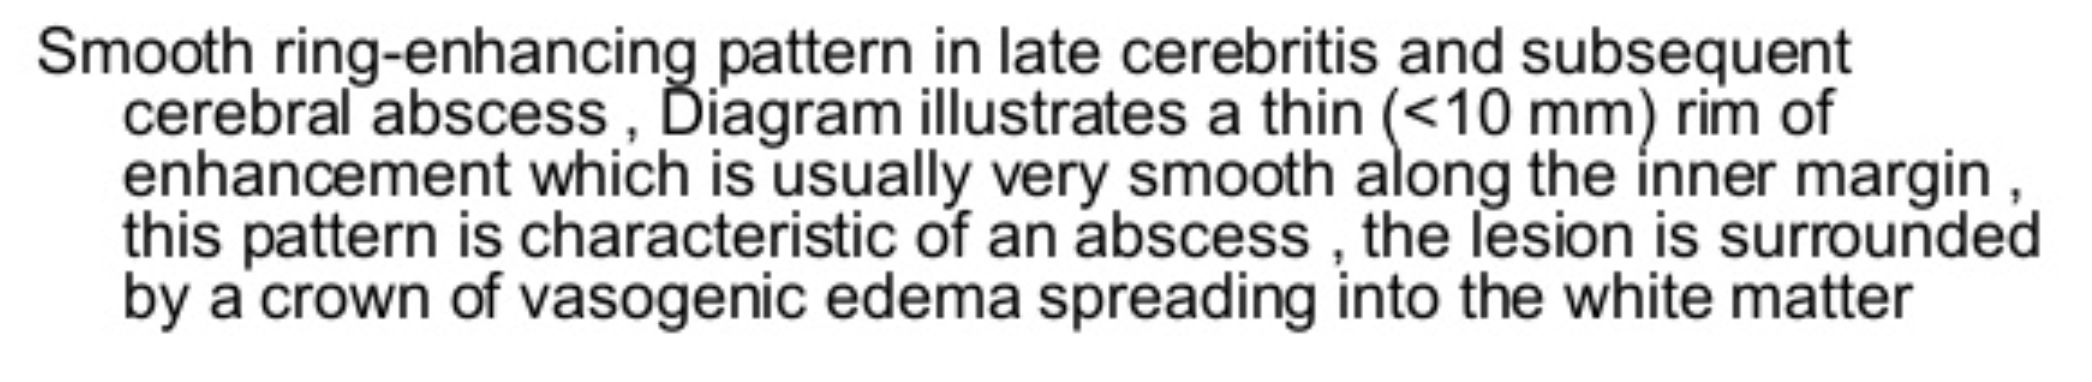 Smooth ring-enhancing pattern in late cerebritis and subsequent
cerebral abscess , Diagram illustrates a thin (<10 mm) rim of
enhancement which is usually very smooth along the inner margin ,
this pattern is characteristic of an abscess , the lesion is surrounded
by a crown of vasogenic edema spreading into the white matter